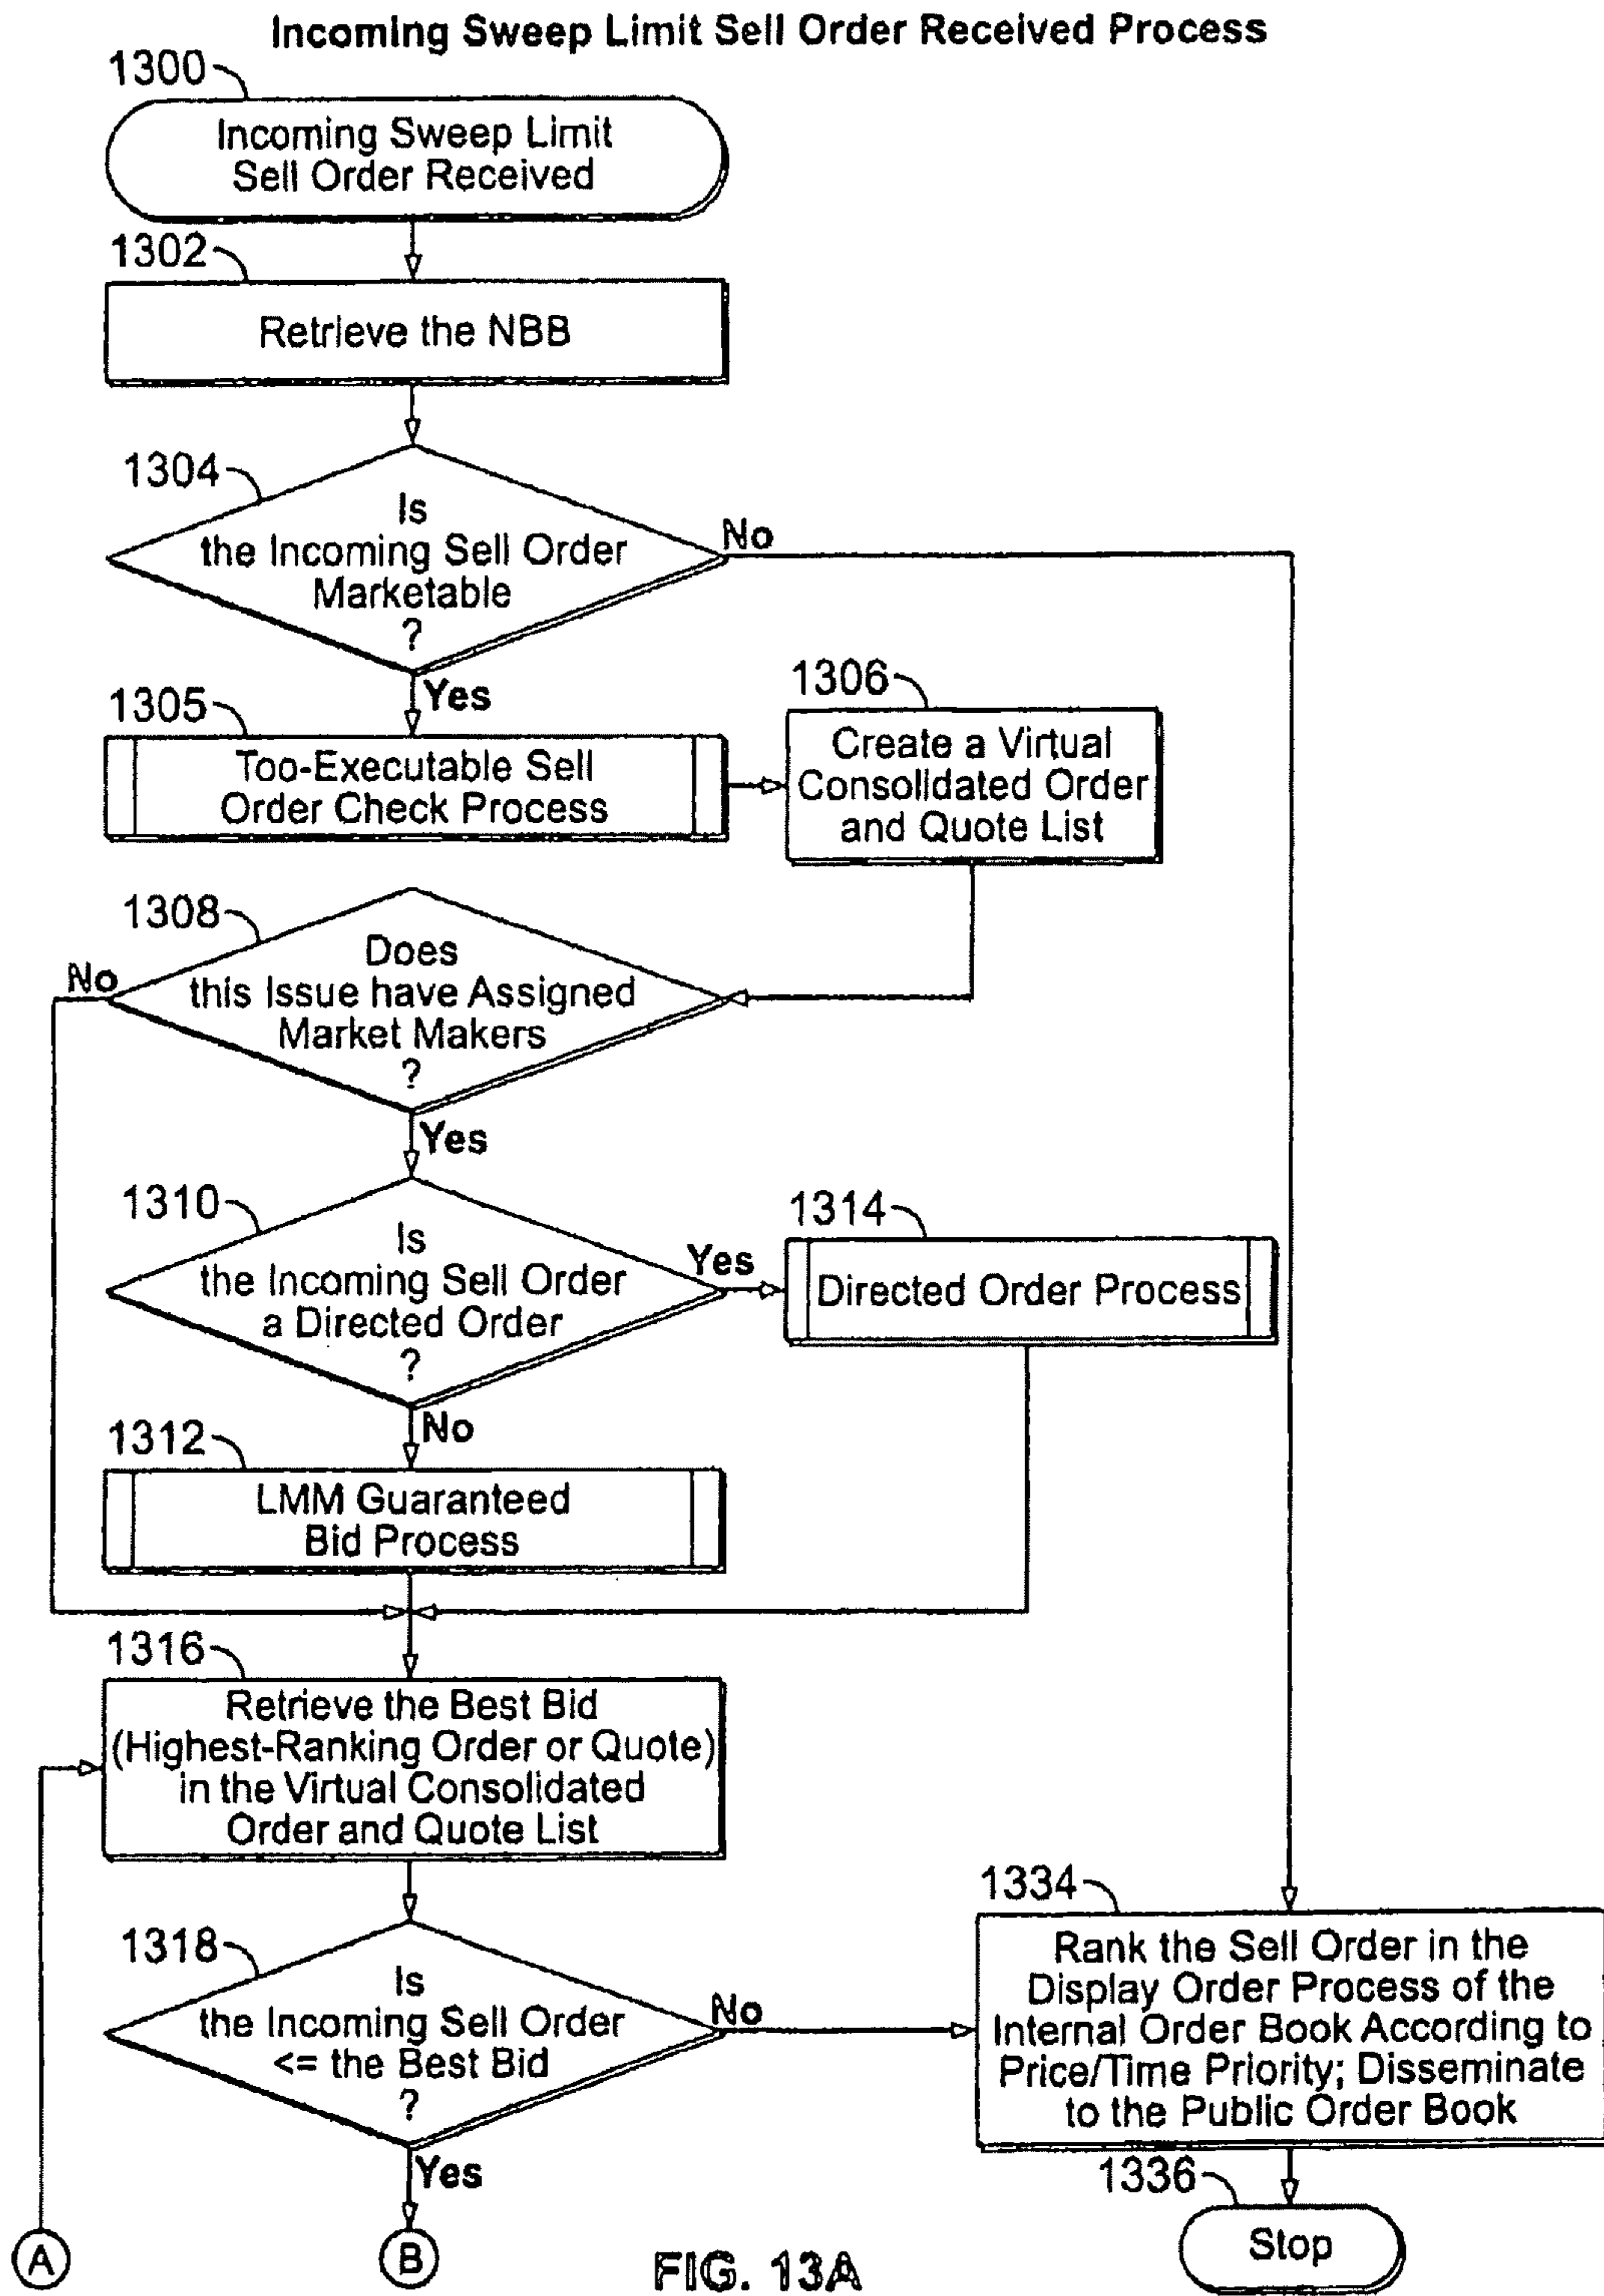 Incoming Sweep Limit Sell Order Received Process
1300
Incoming Sweep Limit
Sell Order Received
1302
Retrieve the NBB
1304
Is
the Incoming Sell Order
Marketable
?
No
Yes
1305
Too-Executable Sell
Order Check Process
1306
Create a Virtual
Consolidated Order
and Quote List
1308
Does
this Issue have Assigned
Market Makers
?
No
Yes
1310
Is
the Incoming Sell Order
a Directed Order
?
Yes
1314
Directed Order Process
No
1312
LMM Guaranteed
Bid Process
1316
Retrieve the Best Bid
(Highest-Ranking Order or Quote)
in the Virtual Consolidated
Order and Quote List
1318
Is
the Incoming Sell Order
<= the Best Bid
?
No
Yes
1334
Rank the Sell Order in the
Display Order Process of the
Internal Order Book According to
Price/Time Priority; Disseminate
to the Public Order Book
1336
Stop
A
B
FIG. 13A